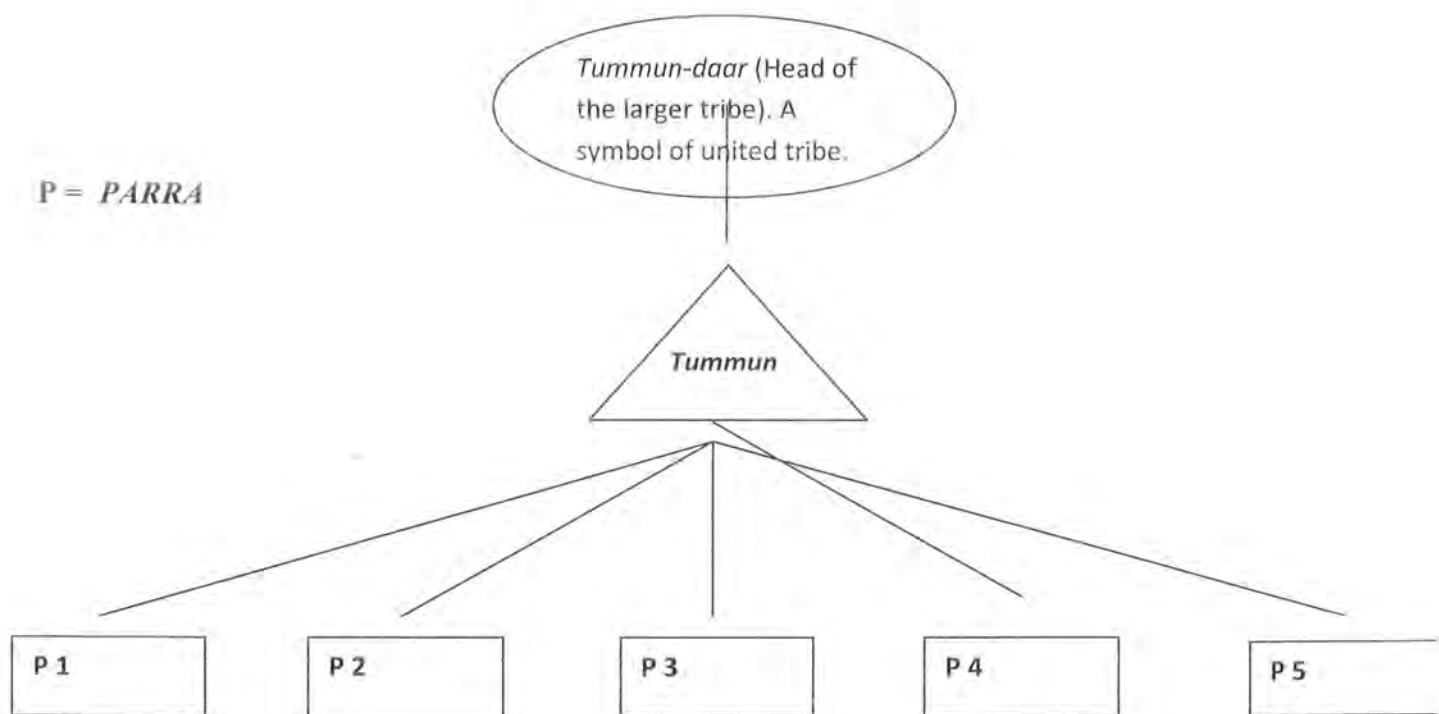 Tummun-daar (Head of
the larger tribe). A
symbol of united tribe.
P = PARRA
Tummun
P 1
P 2
P 3
P 4
P 5